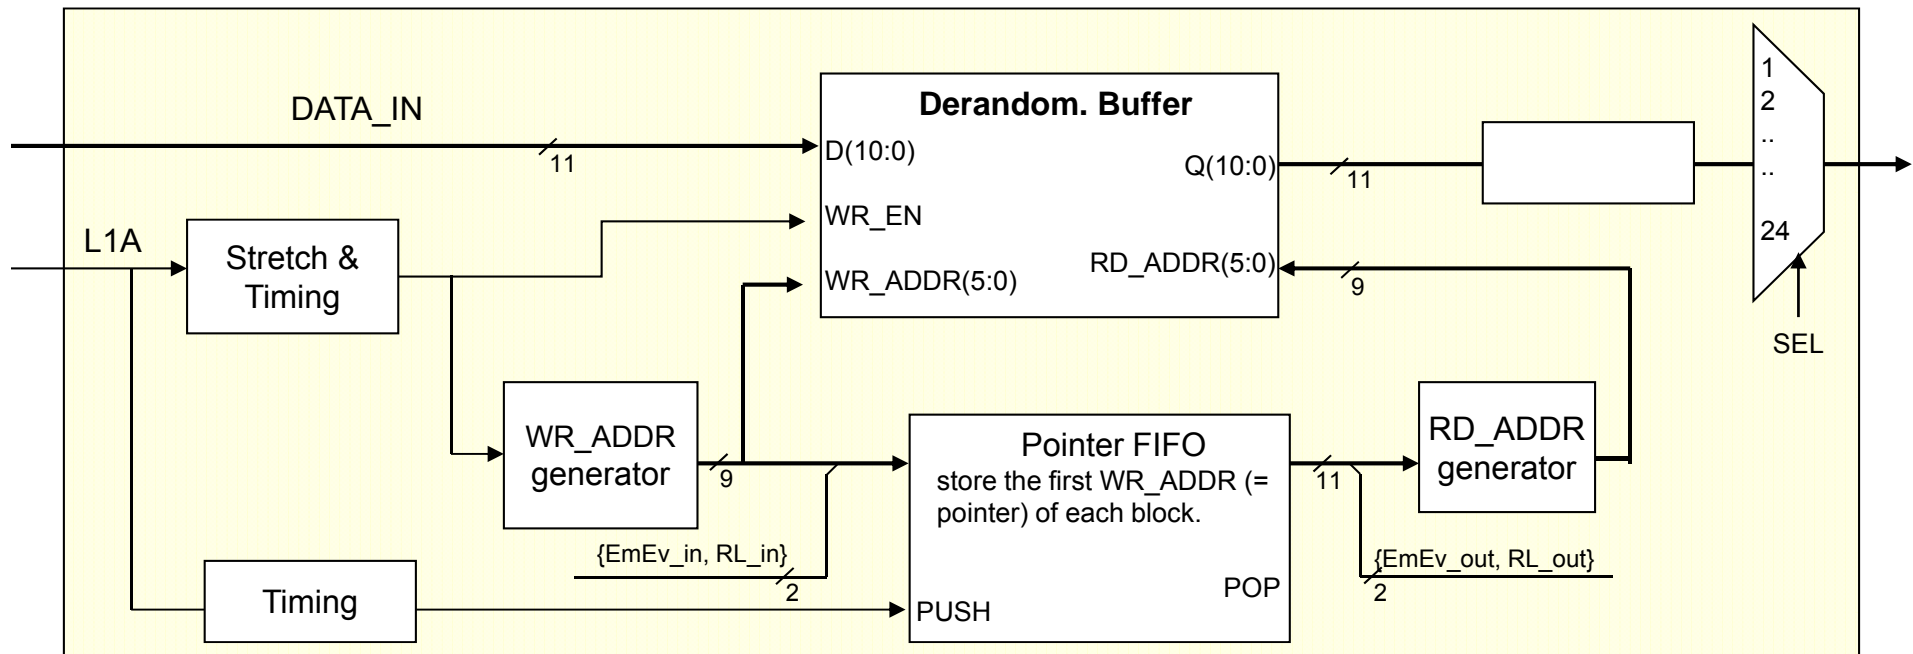 DATA_IN
11
L1A
Stretch &
Timing
Derandom. Buffer
D(10:0)
Q(10:0)
WR_EN
WR_ADDR(5:0)
RD_ADDR(5:0)
11
9
1
2
..
..
24
SEL
WR_ADDR
generator
9
{EmEv_in, RL_in}
2
Pointer FIFO
store the first WR_ADDR (=
pointer) of each block.
POP
PUSH
11
{EmEv_out, RL_out}
2
RD_ADDR
generator
Timing